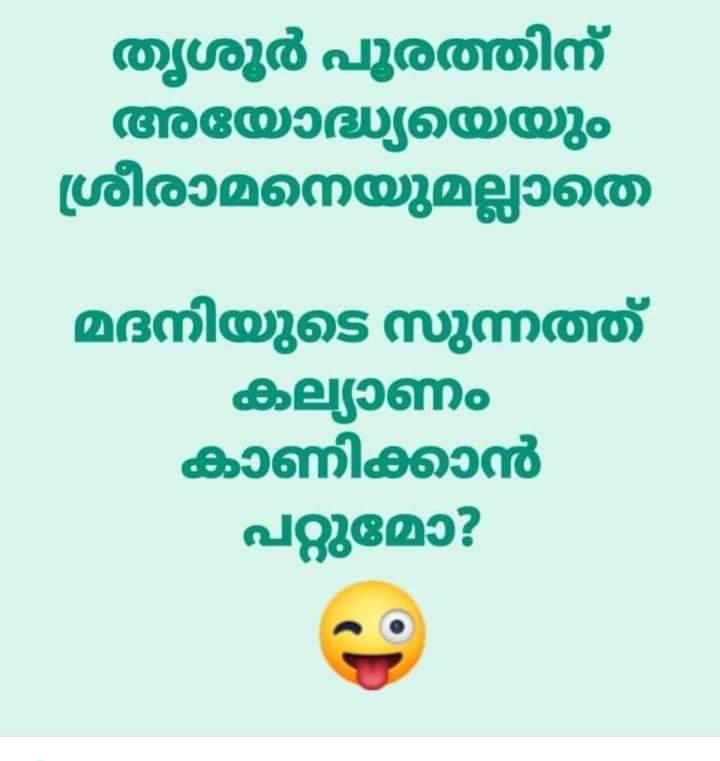 തൃശൂർ പൂരത്തിന്
അയോദ്ധ്യയെയും
ശ്രീരാമനെയുമല്ലാതെ
മദനിയുടെ സുന്നത്ത്
കല്യാണം
കാണിക്കാൻ
പറ്റുമോ?